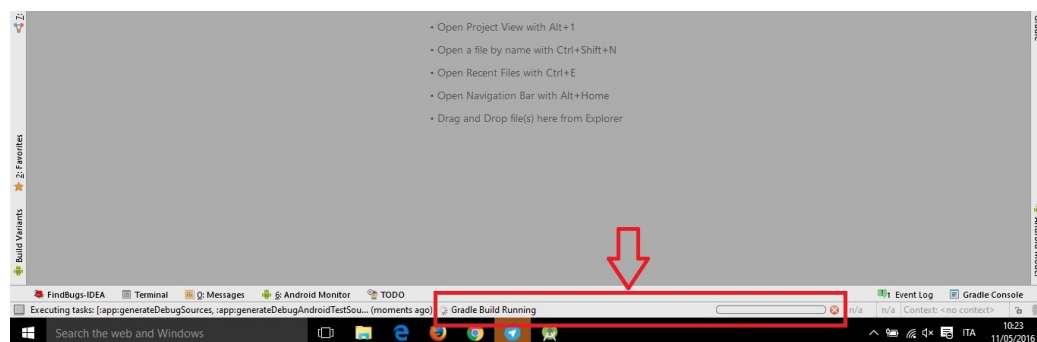 • Open Project View with Alt+1
• Open a file by name with Ctrl+Shift+N
• Open Recent Files with Ctrl+E
• Open Navigation Bar with Alt+Home
• Drag and Drop file(s) here from Explorer
2: Favorites
Build Variants
FindBugs-IDEA Terminal 0: Messages 6: Android Monitor TODO 1 Event Log Gradle Console
Executing tasks: [:app:generateDebugSources, :app:generateDebugAndroidTestSou... (moments ago) Gradle Build Running n/a n/a Context: <no context>
Search the web and Windows ITA 10:23
11/05/2016